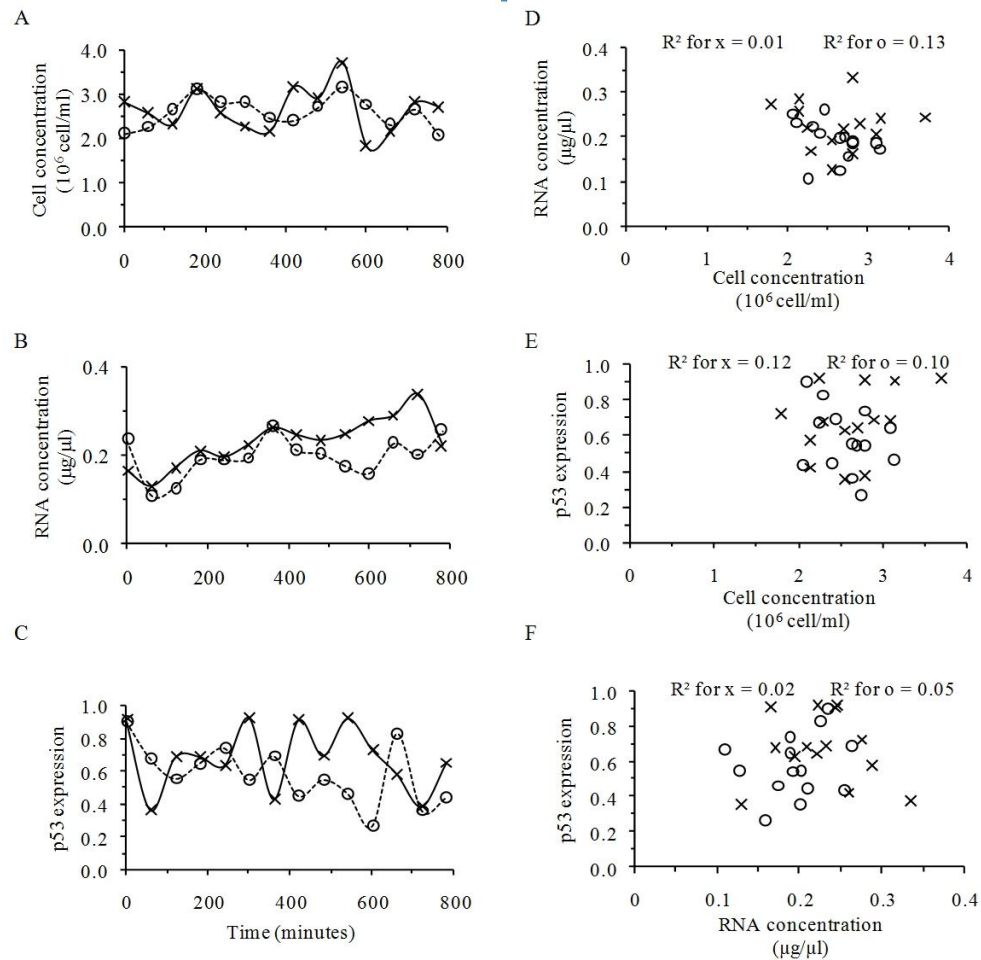 A
Cell concentration
(10⁶ cell/ml)
4.0
3.0
2.0
1.0
0.0
0 200 400 600 800
B
RNA concentration
(μg/μl)
0.4
0.2
0.0
0 200 400 600 800
C
p53 expression
1.0
0.8
0.6
0.4
0.2
0.0
0 200 400 600 800
Time (minutes)
D
R² for x = 0.01 R² for o = 0.13
RNA concentration
(μg/μl)
0.4
0.3
0.2
0.1
0.0
0 1 2 3 4
Cell concentration
(10⁶ cell/ml)
E
R² for x = 0.12 R² for o = 0.10
p53 expression
1.0
0.8
0.6
0.4
0.2
0.0
0 1 2 3 4
Cell concentration
(10⁶ cell/ml)
F
R² for x = 0.02 R² for o = 0.05
p53 expression
1.0
0.8
0.6
0.4
0.2
0.0
0 0.1 0.2 0.3 0.4
RNA concentration
(μg/μl)